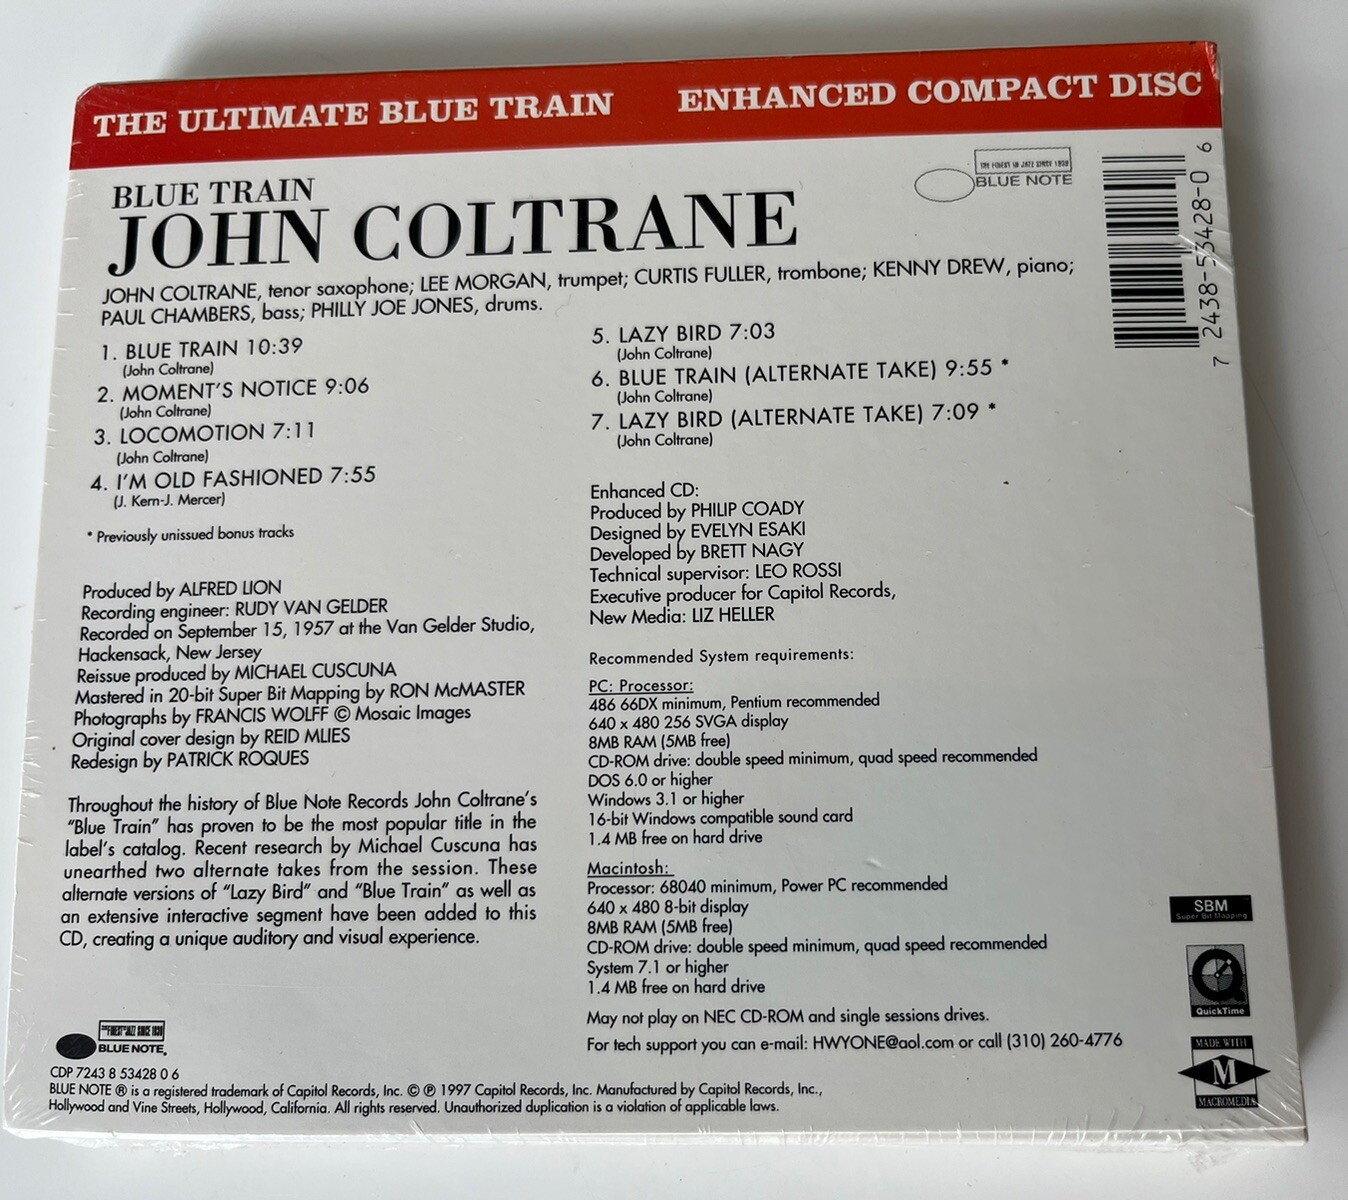 THE ULTIMATE BLUE TRAIN ENHANCED COMPACT DISC
THE FINEST IN JAZZ SINCE 1939
BLUE NOTE
7 2438-53428-0 6
BLUE TRAIN
JOHN COLTRANE
JOHN COLTRANE, tenor saxophone; LEE MORGAN, trumpet; CURTIS FULLER, trombone; KENNY DREW, piano;
PAUL CHAMBERS, bass; PHILLY JOE JONES, drums.
1. BLUE TRAIN 10:39
(John Coltrane)
2. MOMENT'S NOTICE 9:06
(John Coltrane)
3. LOCOMOTION 7:11
(John Coltrane)
4. I'M OLD FASHIONED 7:55
(J. Kern-J. Mercer)
* Previously unissued bonus tracks
5. LAZY BIRD 7:03
(John Coltrane)
6. BLUE TRAIN (ALTERNATE TAKE) 9:55 *
(John Coltrane)
7. LAZY BIRD (ALTERNATE TAKE) 7:09 *
(John Coltrane)
Produced by ALFRED LION
Recording engineer: RUDY VAN GELDER
Recorded on September 15, 1957 at the Van Gelder Studio,
Hackensack, New Jersey
Reissue produced by MICHAEL CUSCUNA
Mastered in 20-bit Super Bit Mapping by RON McMASTER
Photographs by FRANCIS WOLFF © Mosaic Images
Original cover design by REID MLIES
Redesign by PATRICK ROQUES
Throughout the history of Blue Note Records John Coltrane's
"Blue Train" has proven to be the most popular title in the
label's catalog. Recent research by Michael Cuscuna has
unearthed two alternate takes from the session. These
alternate versions of "Lazy Bird" and "Blue Train" as well as
an extensive interactive segment have been added to this
CD, creating a unique auditory and visual experience.
Enhanced CD:
Produced by PHILIP COADY
Designed by EVELYN ESAKI
Developed by BRETT NAGY
Technical supervisor: LEO ROSSI
Executive producer for Capitol Records,
New Media: LIZ HELLER
Recommended System requirements:
PC: Processor:
486 66DX minimum, Pentium recommended
640 x 480 256 SVGA display
8MB RAM (5MB free)
CD-ROM drive: double speed minimum, quad speed recommended
DOS 6.0 or higher
Windows 3.1 or higher
16-bit Windows compatible sound card
1.4 MB free on hard drive
Macintosh:
Processor: 68040 minimum, Power PC recommended
640 x 480 8-bit display
8MB RAM (5MB free)
CD-ROM drive: double speed minimum, quad speed recommended
System 7.1 or higher
1.4 MB free on hard drive
May not play on NEC CD-ROM and single sessions drives.
For tech support you can e-mail: HWYONE@aol.com or call (310) 260-4776
SBM
Super Bit Mapping
QuickTime
MADE WITH
M
MACROMEDIA
THE FINEST IN JAZZ SINCE 1939
BLUE NOTE
CDP 7243 8 53428 0 6
BLUE NOTE ® is a registered trademark of Capitol Records, Inc. © ℗ 1997 Capitol Records, Inc. Manufactured by Capitol Records, Inc.,
Hollywood and Vine Streets, Hollywood, California. All rights reserved. Unauthorized duplication is a violation of applicable laws.